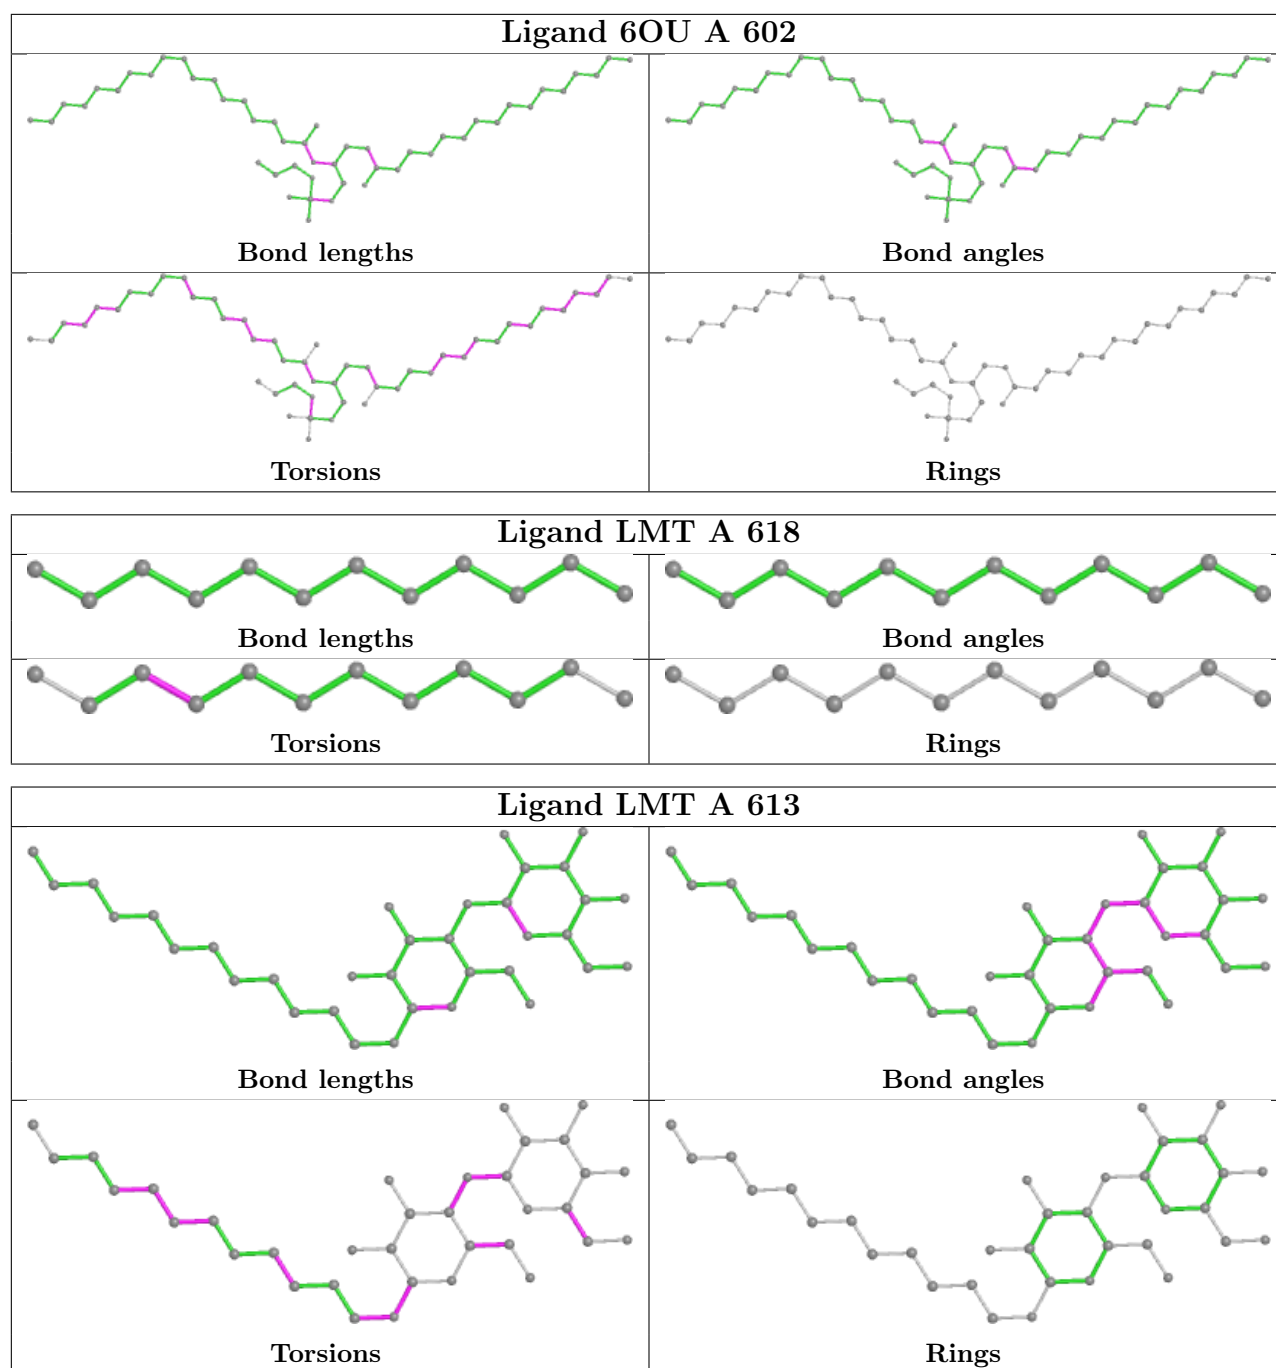 Ligand 6OU A 602
Bond lengths
Bond angles
Torsions
Rings
Ligand LMT A 618
Bond lengths
Bond angles
Torsions
Rings
Ligand LMT A 613
Bond lengths
Bond angles
Torsions
Rings